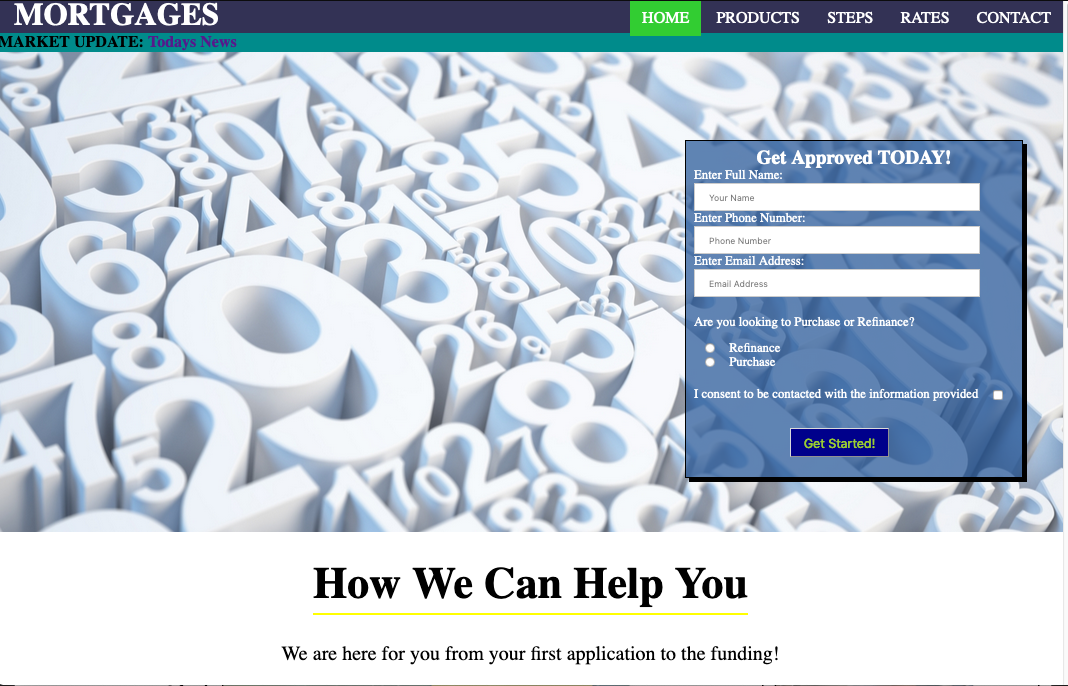 MORTGAGES
HOME PRODUCTS STEPS RATES CONTACT
MARKET UPDATE: Todays News
Get Approved TODAY!
Enter Full Name:
Your Name
Enter Phone Number:
Phone Number
Enter Email Address:
Email Address
Are you looking to Purchase or Refinance?
Refinance
Purchase
I consent to be contacted with the information provided
Get Started!
How We Can Help You
We are here for you from your first application to the funding!